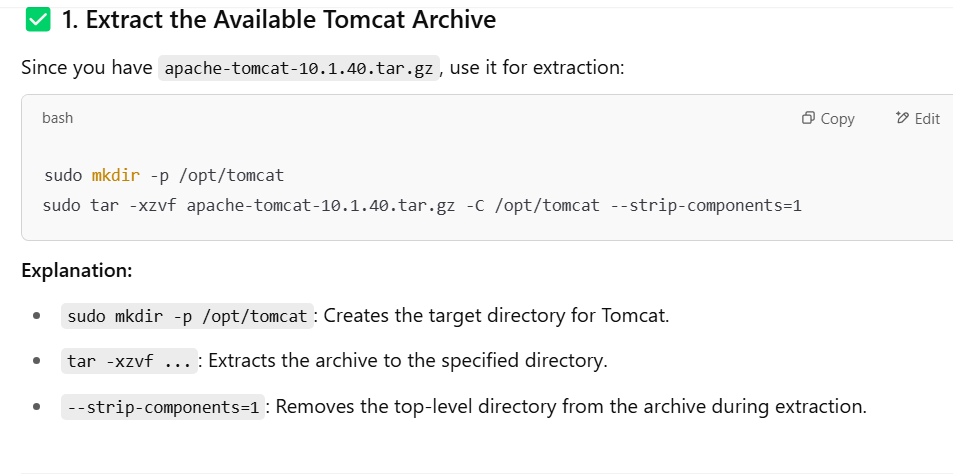 ✅ 1. Extract the Available Tomcat Archive
Since you have apache-tomcat-10.1.40.tar.gz, use it for extraction:
bash Copy Edit
sudo mkdir -p /opt/tomcat
sudo tar -xzvf apache-tomcat-10.1.40.tar.gz -C /opt/tomcat --strip-components=1
Explanation:
• sudo mkdir -p /opt/tomcat: Creates the target directory for Tomcat.
• tar -xzvf ...: Extracts the archive to the specified directory.
• --strip-components=1: Removes the top-level directory from the archive during extraction.